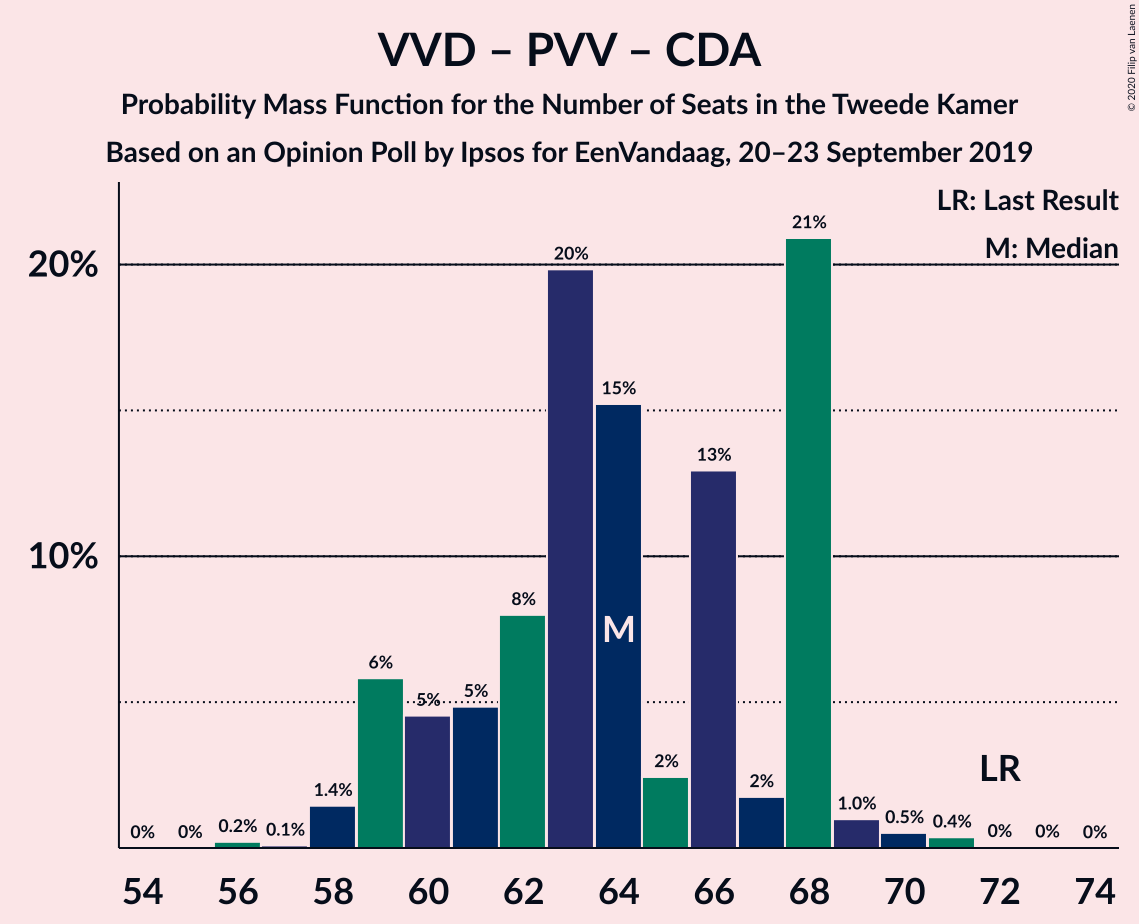 VVD – PVV – CDA
Probability Mass Function for the Number of Seats in the Tweede Kamer
Based on an Opinion Poll by Ipsos for EenVandaag, 20–23 September 2019
© 2020 Filip van Laenen
LR: Last Result
M: Median
20%
10%
0%
0%
0.2%
0.1%
1.4%
6%
5%
5%
8%
20%
15%
2%
13%
2%
21%
1.0%
0.5%
0.4%
0%
0%
0%
M
LR
54 56 58 60 62 64 66 68 70 72 74